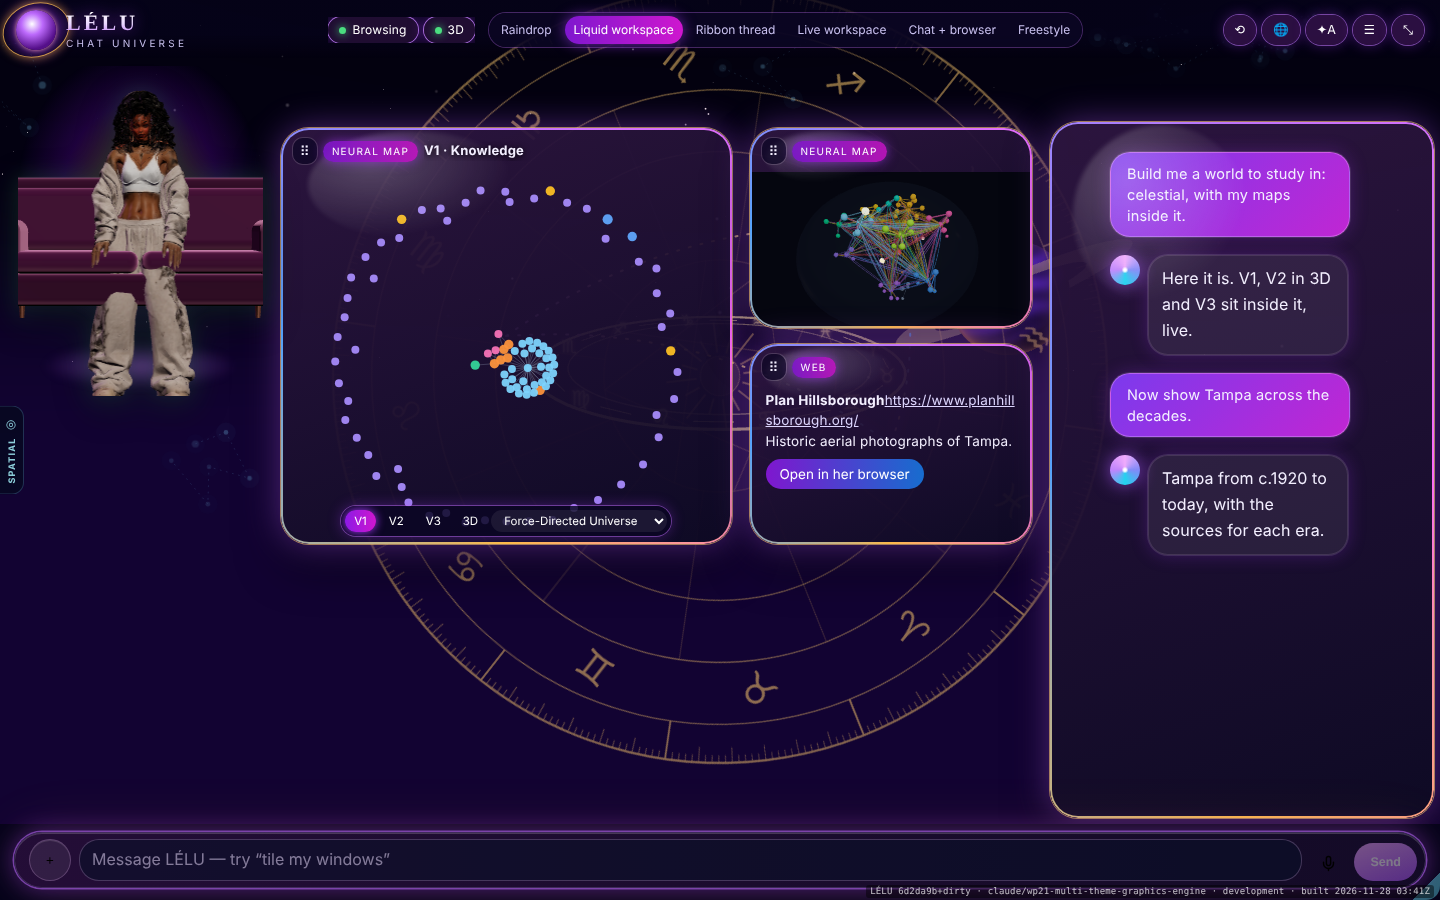 LÉLU
CHAT UNIVERSE
Browsing
3D
Raindrop
Liquid workspace
Ribbon thread
Live workspace
Chat + browser
Freestyle
✦A
NEURAL MAP V1 · Knowledge
NEURAL MAP
WEB
Plan Hillsboroughhttps://www.planhill
sborough.org/
Historic aerial photographs of Tampa.
Open in her browser
V1
V2
V3
3D
Force-Directed Universe
SPATIAL
Build me a world to study in:
celestial, with my maps
inside it.
Here it is. V1, V2 in 3D
and V3 sit inside it,
live.
Now show Tampa across the
decades.
Tampa from c.1920 to
today, with the
sources for each era.
+
Message LÉLU — try “tile my windows”
Send
LÉLU 6d2da9b+dirty · claude/wp21-multi-theme-graphics-engine · development · built 2026-11-28 03:41Z